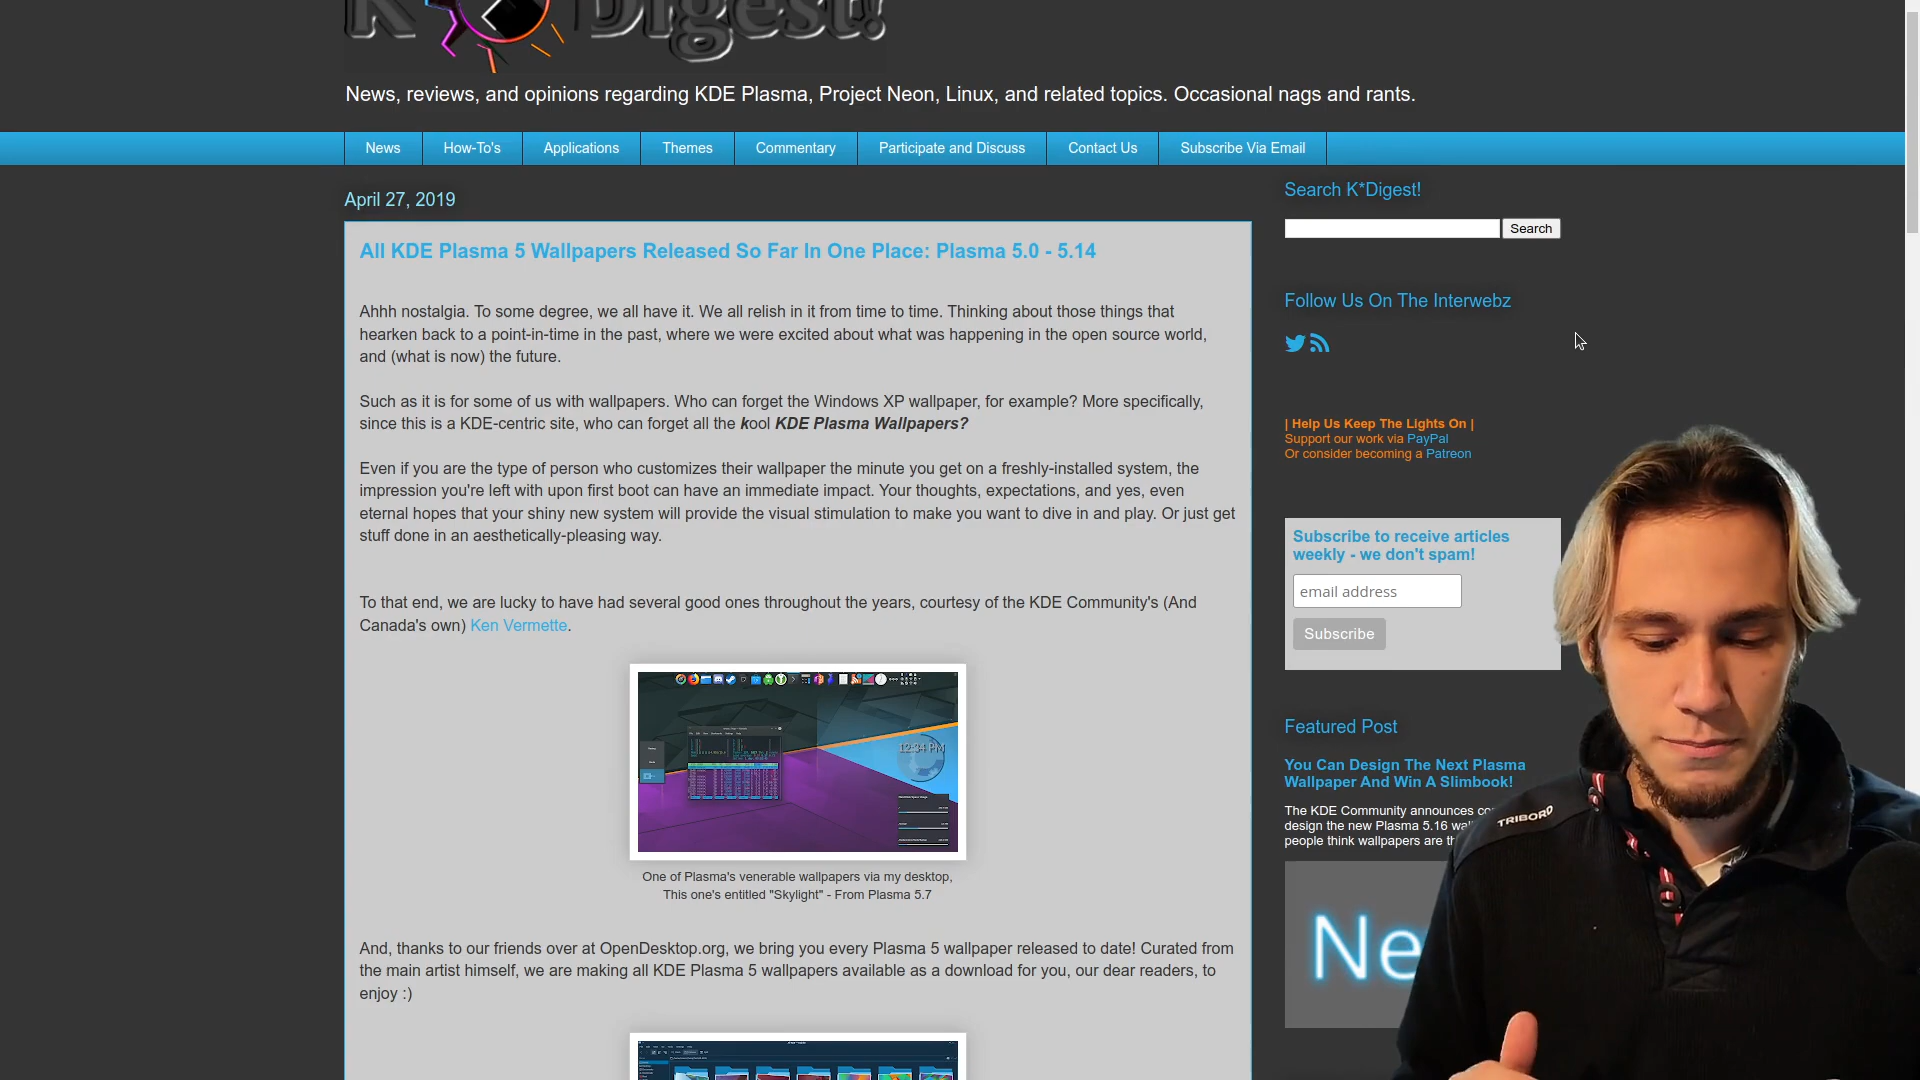 K Digest!
News, reviews, and opinions regarding KDE Plasma, Project Neon, Linux, and related topics. Occasional nags and rants.
News How-To's Applications Themes Commentary Participate and Discuss Contact Us Subscribe Via Email
April 27, 2019
All KDE Plasma 5 Wallpapers Released So Far In One Place: Plasma 5.0 - 5.14
Ahhh nostalgia. To some degree, we all have it. We all relish in it from time to time. Thinking about those things that
hearken back to a point-in-time in the past, where we were excited about what was happening in the open source world,
and (what is now) the future.
Such as it is for some of us with wallpapers. Who can forget the Windows XP wallpaper, for example? More specifically,
since this is a KDE-centric site, who can forget all the kool KDE Plasma Wallpapers?
Even if you are the type of person who customizes their wallpaper the minute you get on a freshly-installed system, the
impression you're left with upon first boot can have an immediate impact. Your thoughts, expectations, and yes, even
eternal hopes that your shiny new system will provide the visual stimulation to make you want to dive in and play. Or just get
stuff done in an aesthetically-pleasing way.
To that end, we are lucky to have had several good ones throughout the years, courtesy of the KDE Community's (And
Canada's own) Ken Vermette.
12:34 PM
One of Plasma's venerable wallpapers via my desktop,
This one's entitled "Skylight" - From Plasma 5.7
And, thanks to our friends over at OpenDesktop.org, we bring you every Plasma 5 wallpaper released to date! Curated from
the main artist himself, we are making all KDE Plasma 5 wallpapers available as a download for you, our dear readers, to
enjoy :)
Search K*Digest!
Search
Follow Us On The Interwebz
| Help Us Keep The Lights On |
Support our work via PayPal
Or consider becoming a Patreon
Subscribe to receive articles
weekly - we don't spam!
email address
Subscribe
Featured Post
You Can Design The Next Plasma
Wallpaper And Win A Slimbook!
The KDE Community announces
design the new Plasma 5.16
people think wallpapers are
Ne
TRIBORD